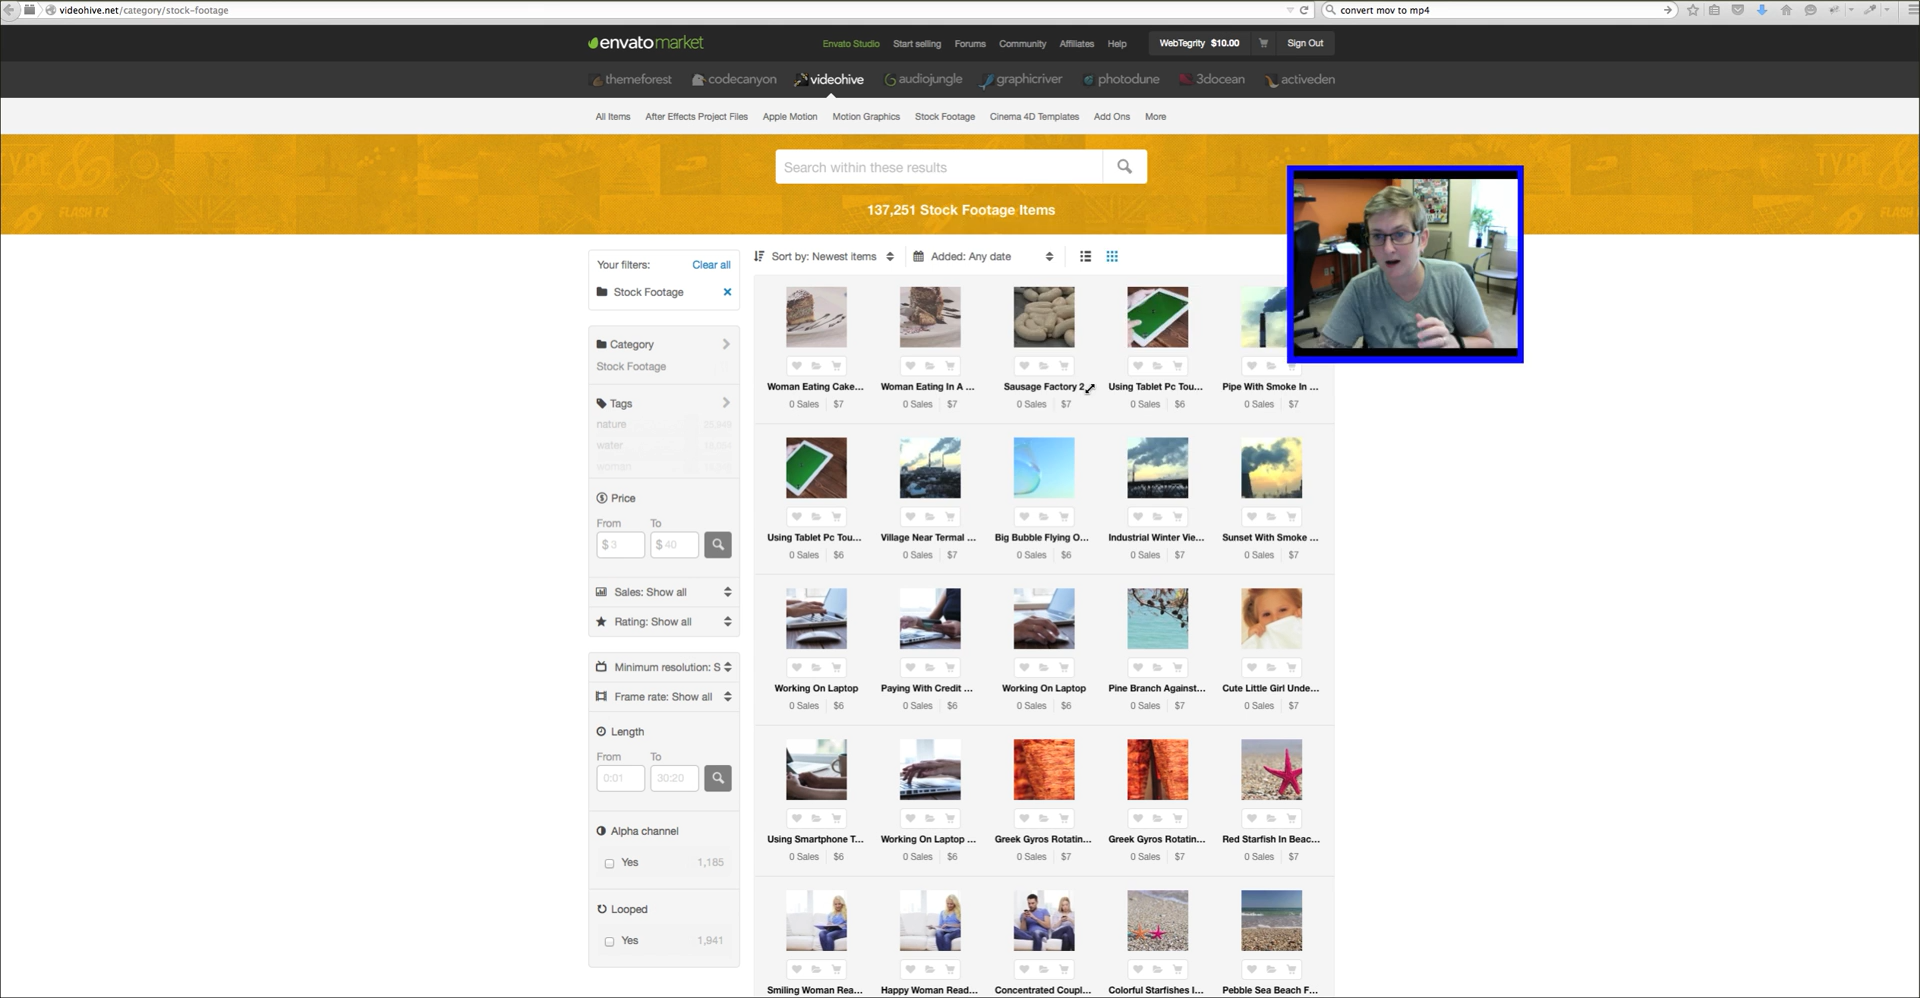 videohive.net/category/stock-footage
convert mov to mp4
envatomarket
Envato Studio Start selling Forums Community Affiliates Help WebTegrity $10.00 Sign Out
themeforest codecanyon videohive audiojungle graphicriver photodune 3docean activeden
All Items After Effects Project Files Apple Motion Motion Graphics Stock Footage Cinema 4D Templates Add Ons More
TYPE &
FLASH FX
TYPE
FLASH
Search within these results
137,251 Stock Footage Items
Your filters: Clear all
Stock Footage
Category
Stock Footage
Tags
nature
water
woman
Price
From To
$ 3 $ 40
Sales: Show all
Rating: Show all
Minimum resolution: S
Frame rate: Show all
Length
From To
0:01 30:20
Alpha channel
Yes 1,185
Looped
Yes 1,941
Sort by: Newest items Added: Any date
Woman Eating Cake... Woman Eating In A ... Sausage Factory 2 Using Tablet Pc Tou... Pipe With Smoke In ...
0 Sales $7 0 Sales $7 0 Sales $7 0 Sales $6 0 Sales $7
Using Tablet Pc Tou... Village Near Termal ... Big Bubble Flying O... Industrial Winter Vie... Sunset With Smoke ...
0 Sales $6 0 Sales $7 0 Sales $6 0 Sales $7 0 Sales $7
Working On Laptop Paying With Credit ... Working On Laptop Pine Branch Against... Cute Little Girl Unde...
0 Sales $6 0 Sales $6 0 Sales $6 0 Sales $7 0 Sales $7
Using Smartphone T... Working On Laptop ... Greek Gyros Rotatin... Greek Gyros Rotatin... Red Starfish In Beac...
0 Sales $6 0 Sales $6 0 Sales $7 0 Sales $7 0 Sales $7
Smiling Woman Rea... Happy Woman Read... Concentrated Coupl... Colorful Starfishes I... Pebble Sea Beach F...